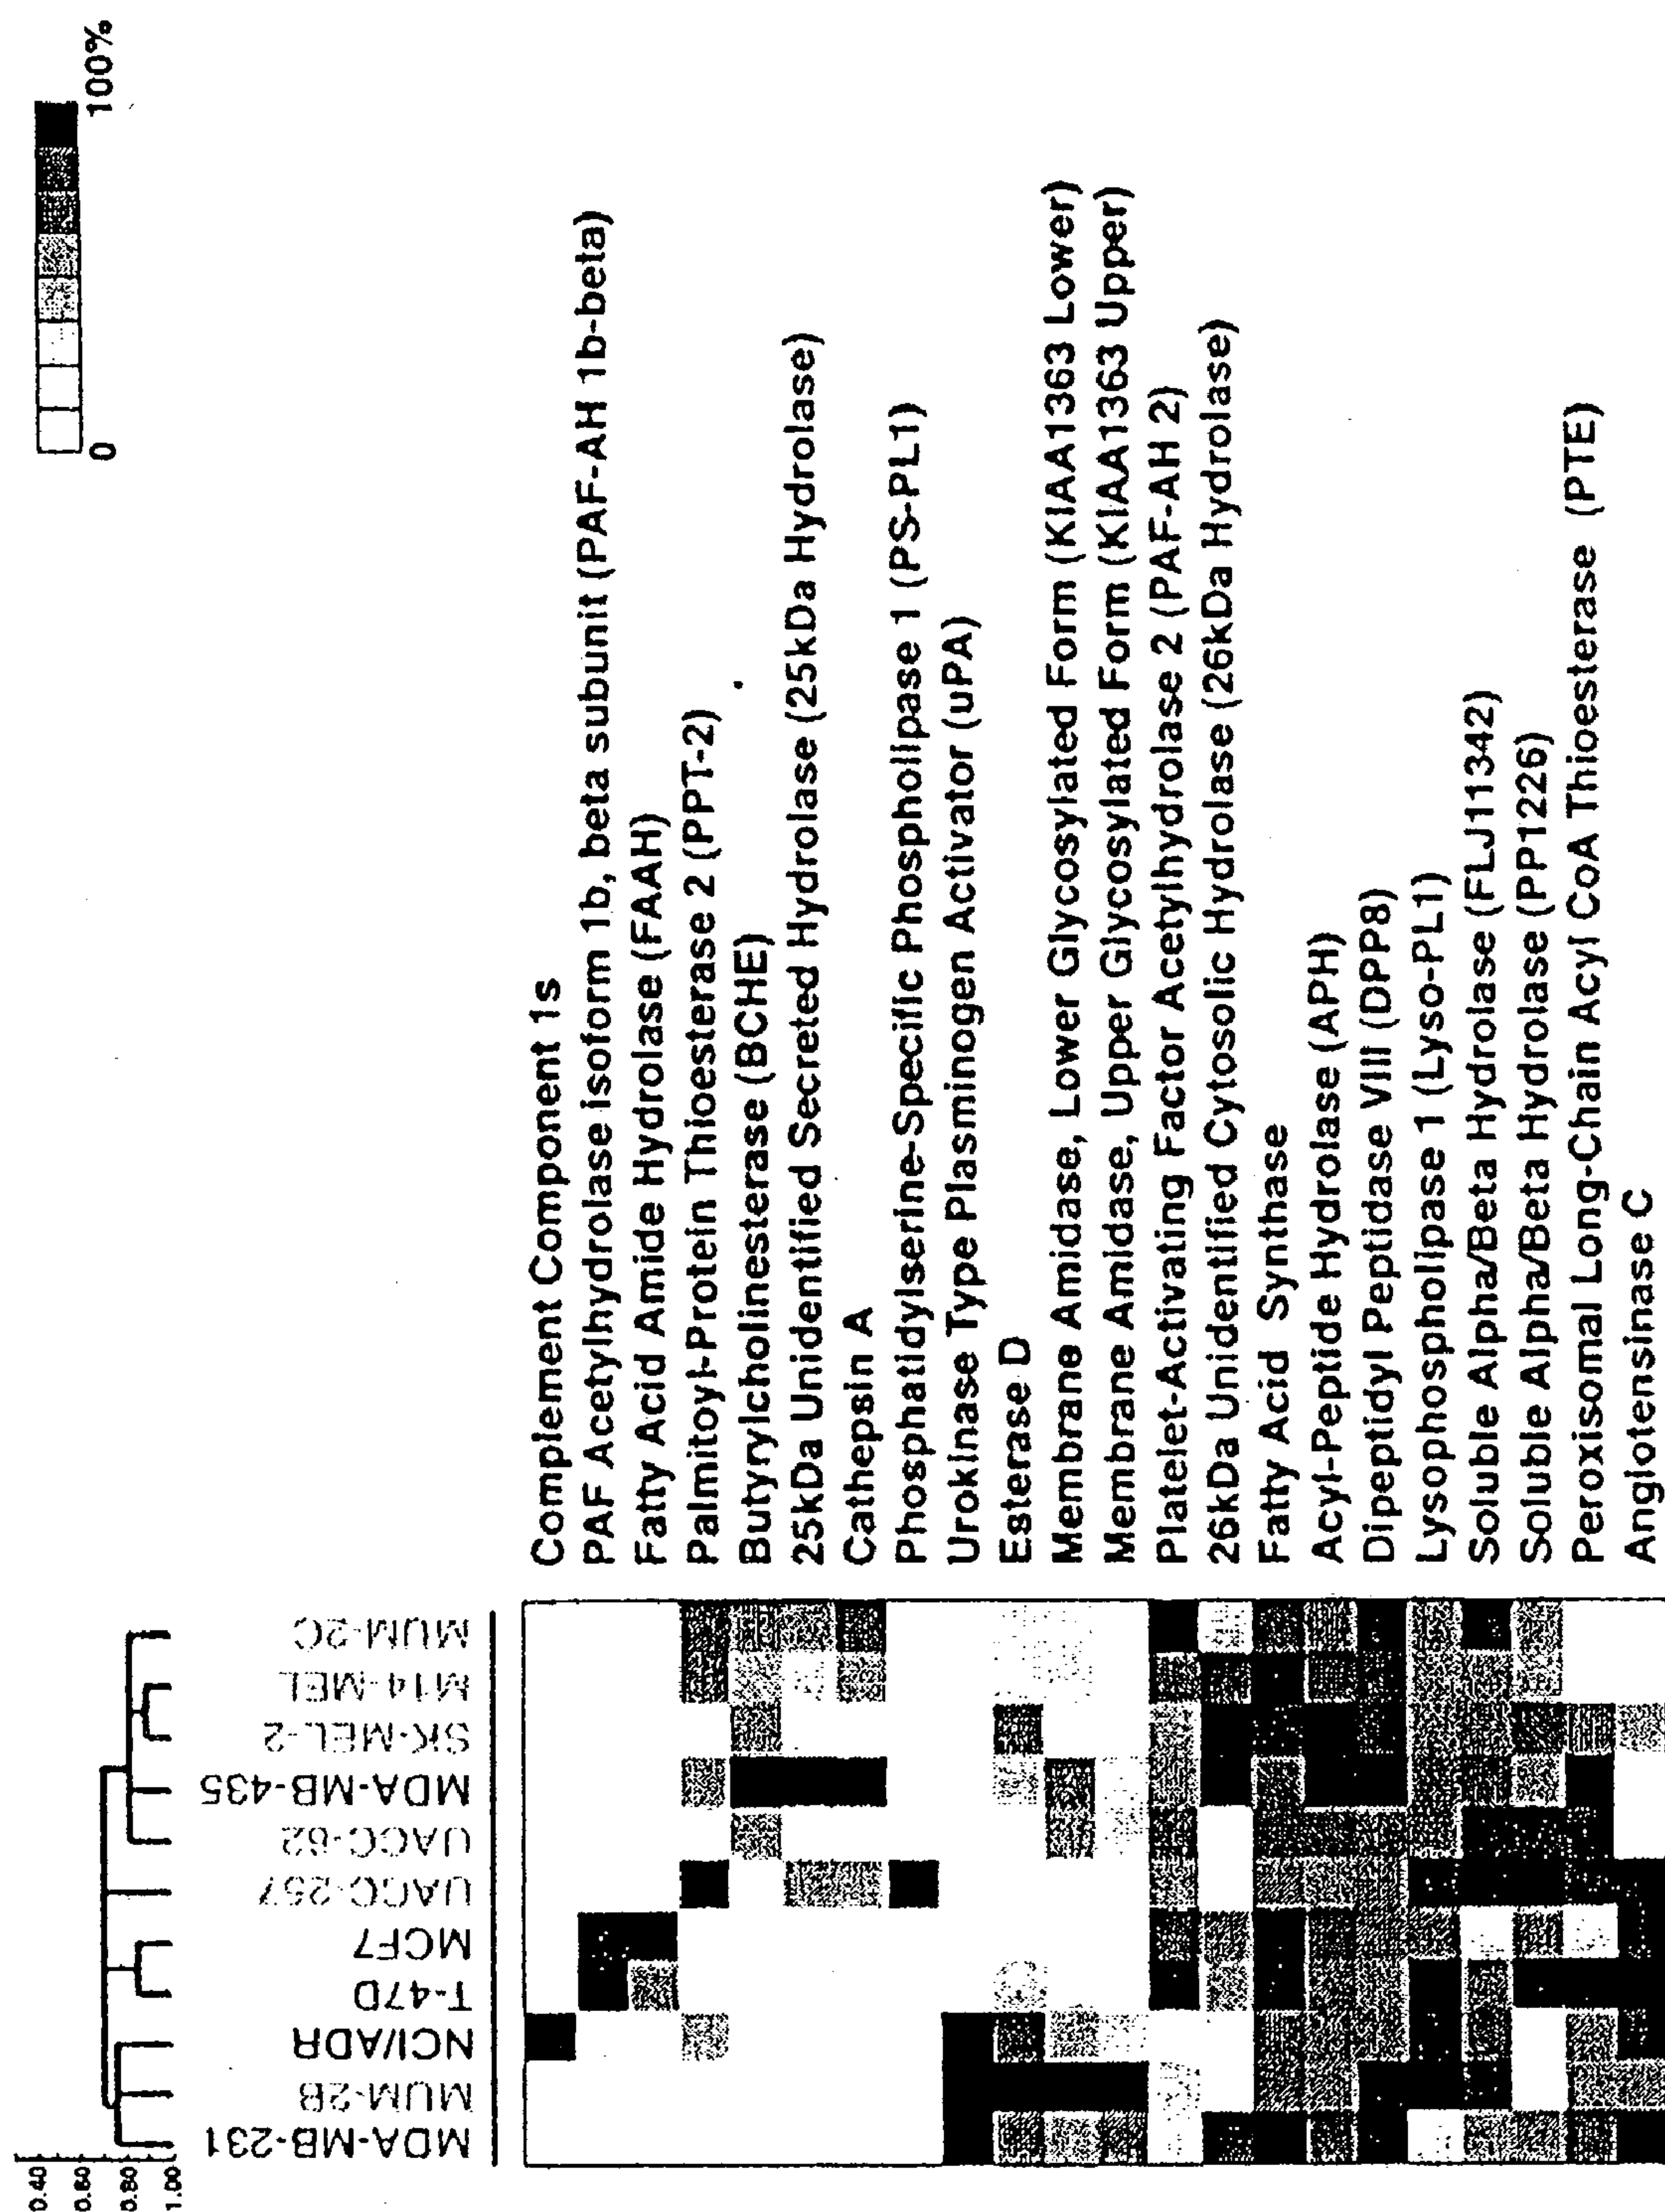 0
100%
0.40
0.60
0.80
1.00
MDA-MB-231
MUM-2B
NCI/ADR
T-47D
MCF7
UACC-257
UACC-62
MDA-MB-435
SK-MEL-2
M14-MEL
MUM-2C
Complement Component 1s
PAF Acetylhydrolase isoform 1b, beta subunit (PAF-AH 1b-beta)
Fatty Acid Amide Hydrolase (FAAH)
Palmitoyl-Protein Thioesterase 2 (PPT-2)
Butyrylcholinesterase (BCHE)
25kDa Unidentified Secreted Hydrolase (25kDa Hydrolase)
Cathepsin A
Phosphatidylserine-Specific Phospholipase 1 (PS-PL1)
Urokinase Type Plasminogen Activator (uPA)
Esterase D
Membrane Amidase, Lower Glycosylated Form (KIAA1363 Lower)
Membrane Amidase, Upper Glycosylated Form (KIAA1363 Upper)
Platelet-Activating Factor Acetylhydrolase 2 (PAF-AH 2)
26kDa Unidentified Cytosolic Hydrolase (26kDa Hydrolase)
Fatty Acid Synthase
Acyl-Peptide Hydrolase (APH)
Dipeptidyl Peptidase VIII (DPP8)
Lysophospholipase 1 (Lyso-PL1)
Soluble Alpha/Beta Hydrolase (FLJ11342)
Soluble Alpha/Beta Hydrolase (PP1226)
Peroxisomal Long-Chain Acyl CoA Thioesterase (PTE)
Angiotensinase C